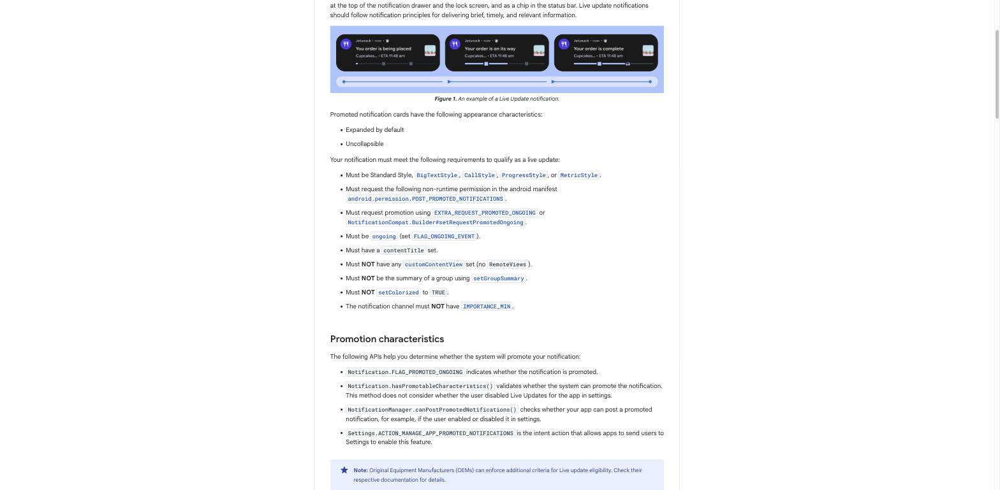 at the top of the notification drawer and the lock screen, and as a chip in the status bar. Live update notifications
should follow notification principles for delivering brief, timely, and relevant information.
Jetsnack • now •
You order is being placed
Cupcakes... • ETA 11:48 am
Jetsnack • now •
Your order is on its way
Cupcakes... • ETA 11:48 am
Jetsnack • now •
Your order is complete
Cupcakes... • ETA 11:48 am
Figure 1. An example of a Live Update notification.
Promoted notification cards have the following appearance characteristics:
• Expanded by default
• Uncollapsible
Your notification must meet the following requirements to qualify as a live update:
• Must be Standard Style, BigTextStyle, CallStyle, ProgressStyle, or MetricStyle.
• Must request the following non-runtime permission in the android manifest
android.permission.POST_PROMOTED_NOTIFICATIONS.
• Must request promotion using EXTRA_REQUEST_PROMOTED_ONGOING or
NotificationCompat.Builder#setRequestPromotedOngoing.
• Must be ongoing (set FLAG_ONGOING_EVENT).
• Must have a contentTitle set.
• Must NOT have any customContentView set (no RemoteViews).
• Must NOT be the summary of a group using setGroupSummary.
• Must NOT setColorized to TRUE.
• The notification channel must NOT have IMPORTANCE_MIN.
Promotion characteristics
The following APIs help you determine whether the system will promote your notification:
• Notification.FLAG_PROMOTED_ONGOING indicates whether the notification is promoted.
• Notification.hasPromotableCharacteristics() validates whether the system can promote the notification.
This method does not consider whether the user disabled Live Updates for the app in settings.
• NotificationManager.canPostPromotedNotifications() checks whether your app can post a promoted
notification, for example, if the user enabled or disabled it in settings.
• Settings.ACTION_MANAGE_APP_PROMOTED_NOTIFICATIONS is the intent action that allows apps to send users to
Settings to enable this feature.
Note: Original Equipment Manufacturers (OEMs) can enforce additional criteria for Live update eligibility. Check their
respective documentation for details.